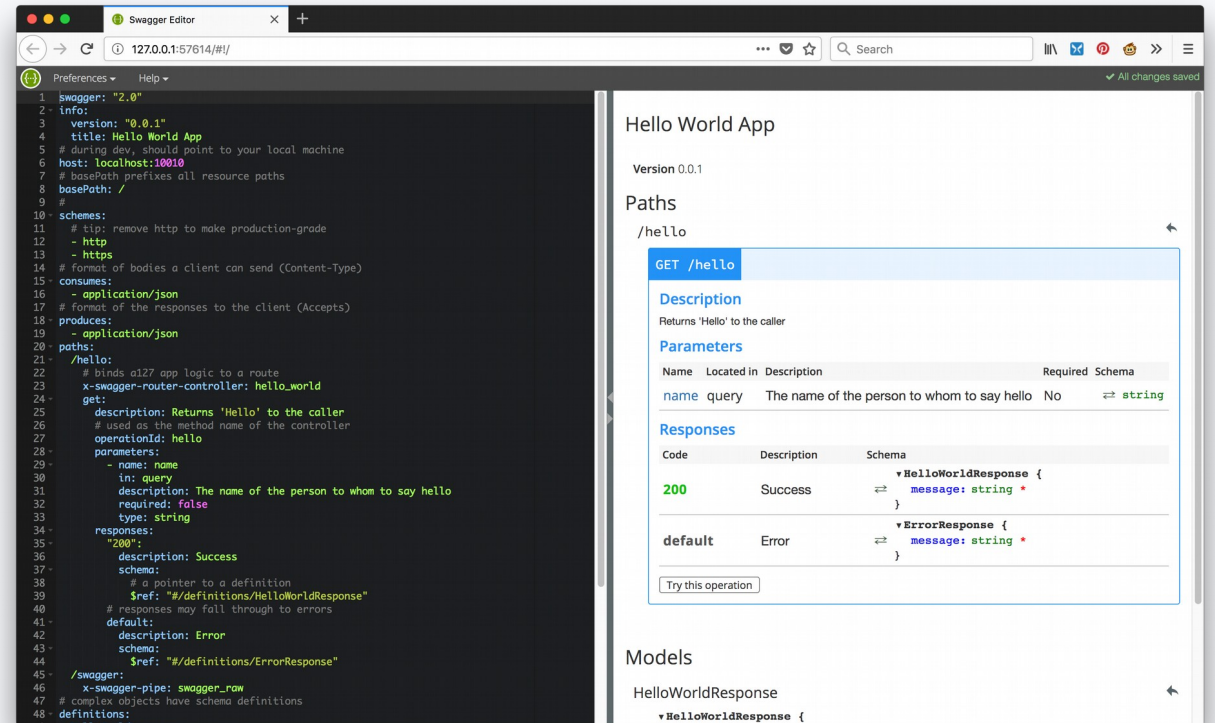 Swagger Editor
127.0.0.1:57614/#!/
Search
Preferences Help
All changes saved
1 swagger: "2.0"
2 info:
3 version: "0.0.1"
4 title: Hello World App
5 # during dev, should point to your local machine
6 host: localhost:10010
7 # basePath prefixes all resource paths
8 basePath: /
9 #
10 schemes:
11 # tip: remove http to make production-grade
12 - http
13 - https
14 # format of bodies a client can send (Content-Type)
15 consumes:
16 - application/json
17 # format of the responses to the client (Accepts)
18 produces:
19 - application/json
20 paths:
21 /hello:
22 # binds a127 app logic to a route
23 x-swagger-router-controller: hello_world
24 get:
25 description: Returns 'Hello' to the caller
26 # used as the method name of the controller
27 operationId: hello
28 parameters:
29 - name: name
30 in: query
31 description: The name of the person to whom to say hello
32 required: false
33 type: string
34 responses:
35 "200":
36 description: Success
37 schema:
38 # a pointer to a definition
39 $ref: "#/definitions/HelloWorldResponse"
40 # responses may fall through to errors
41 default:
42 description: Error
43 schema:
44 $ref: "#/definitions/ErrorResponse"
45 /swagger:
46 x-swagger-pipe: swagger_raw
47 # complex objects have schema definitions
48 definitions:
Hello World App
Version 0.0.1
Paths
/hello
GET /hello
Description
Returns 'Hello' to the caller
Parameters
Name Located in Description Required Schema
name query The name of the person to whom to say hello No ⇄ string
Responses
Code Description Schema
200 Success ⇄ ▾HelloWorldResponse {
message: string *
}
default Error ⇄ ▾ErrorResponse {
message: string *
}
Try this operation
Models
HelloWorldResponse
▾HelloWorldResponse {